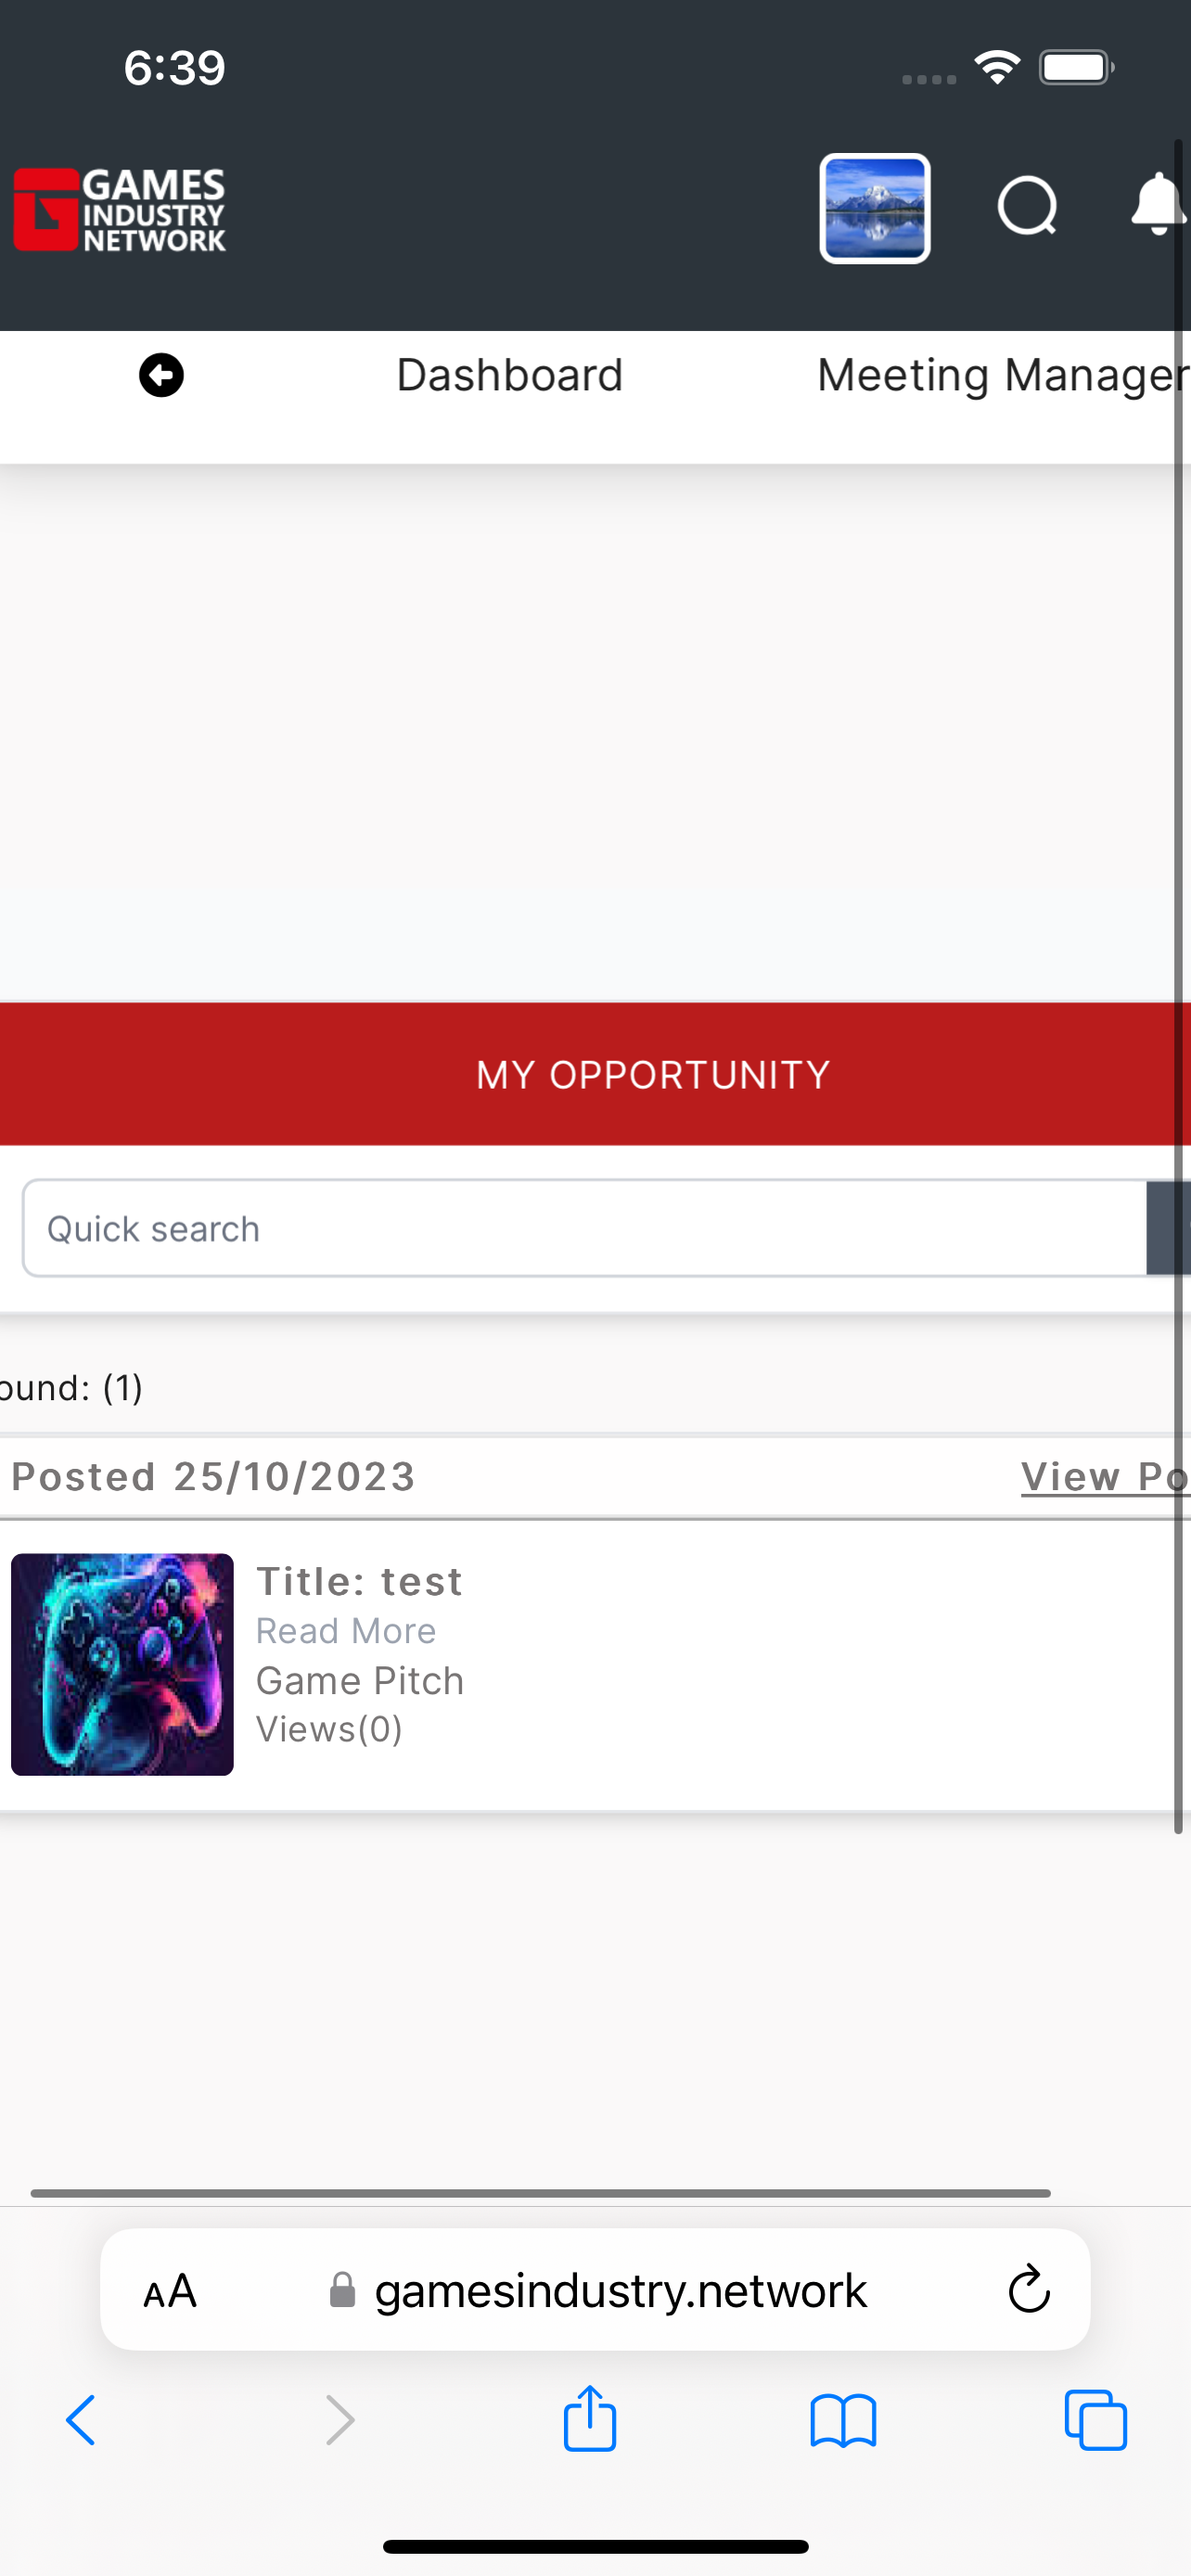 6:39
GAMES
INDUSTRY
NETWORK
Dashboard
Meeting Manager
MY OPPORTUNITY
Quick search
ound: (1)
Posted 25/10/2023
View Po
Title: test
Read More
Game Pitch
Views(0)
AA
gamesindustry.network